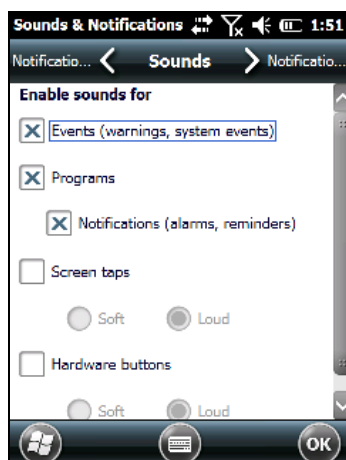 Sounds & Notifications 1:51
Notificatio... Sounds Notificatio...
Enable sounds for
Events (warnings, system events)
Programs
Notifications (alarms, reminders)
Screen taps
Soft Loud
Hardware buttons
Soft Loud
OK